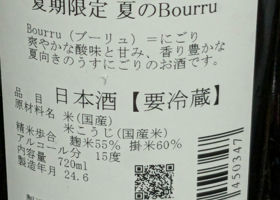 夏期限定 夏のBourru
Bourru（ブーリュ）＝にごり
爽やかな酸味と甘み、香り豊かな
夏向きのうすにごりのお酒です。
品目 日本酒【要冷蔵】
原材料名 米(国産)
米こうじ(国産米)
精米歩合 麹米55% 掛米60%
アルコール分 15度
内容量 720ml
製造年月 24.6
450347